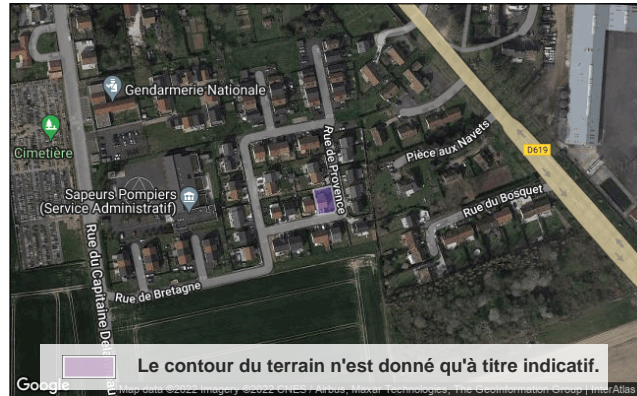 Gendarmerie Nationale
Cimetière
Rue de Provence
Pièce aux Navets
D619
Sapeurs Pompiers
(Service Administratif)
Rue du Bosquet
Rue du Capitaine
Rue de Bretagne
Le contour du terrain n'est donné qu'à titre indicatif.
Google
Map data ©2022 Imagery ©2022 CNES / Airbus, Maxar Technologies, The GeoInformation Group | InterAtlas